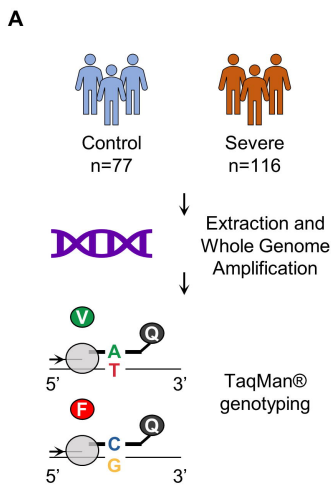 A
Control
n=77
Severe
n=116
Extraction and
Whole Genome
Amplification
V
Q
A
T
5’
3’
TaqMan®
genotyping
F
Q
C
G
5’
3’